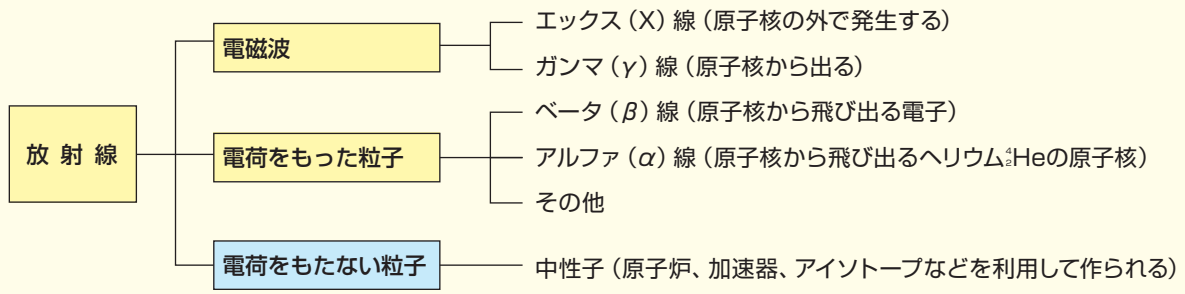 放射線
電磁波
エックス（X）線（原子核の外で発生する）
ガンマ（γ）線（原子核から出る）
電荷をもった粒子
ベータ（β）線（原子核から飛び出る電子）
アルファ（α）線（原子核から飛び出るヘリウム⁴₂Heの原子核）
その他
電荷をもたない粒子
中性子（原子炉、加速器、アイソトープなどを利用して作られる）